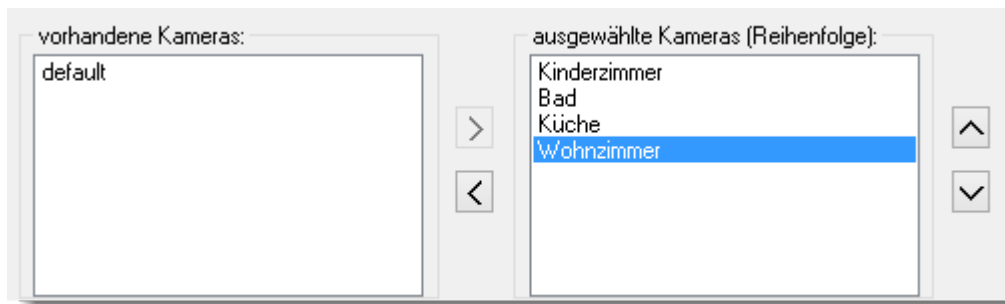 vorhandene Kameras:
default
ausgewählte Kameras (Reihenfolge):
Kinderzimmer
Bad
Küche
Wohnzimmer